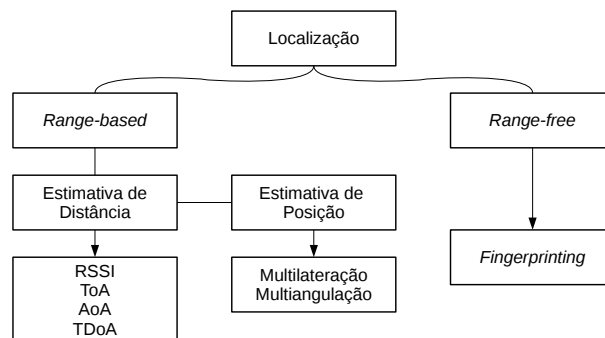 Localização
Range-based
Range-free
Estimativa de
Distância
Estimativa de
Posição
Fingerprinting
RSSI
ToA
AoA
TDoA
Multilateração
Multiangulação